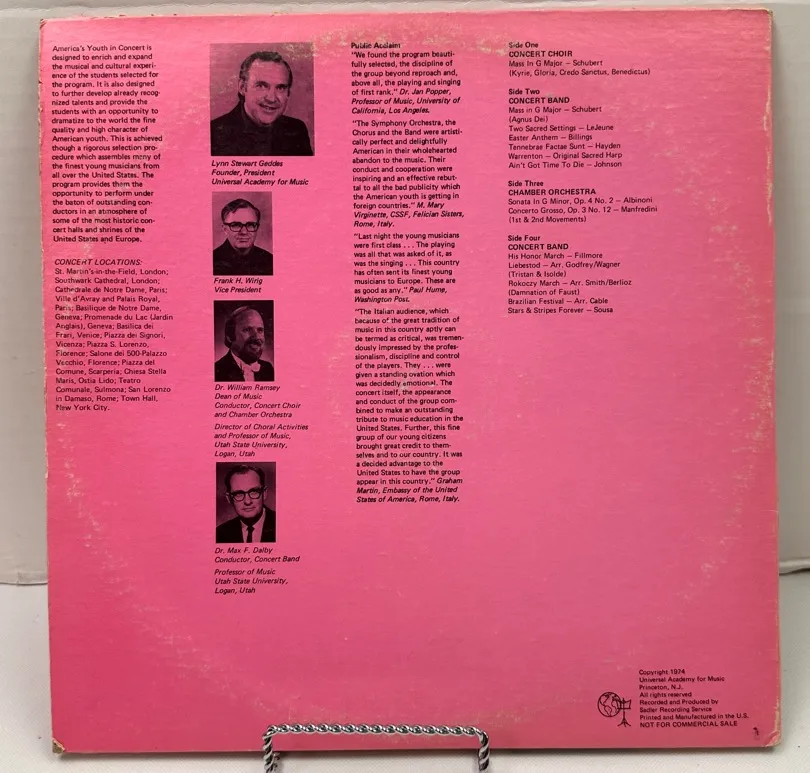 America's Youth in Concert is
designed to enrich and expand
the musical and cultural experi-
ence of the students selected for
the program. It is also designed
to further develop already recog-
nized talents and provide the
students with an opportunity to
dramatize to the world the fine
quality and high character of
American youth. This is achieved
though a rigorous selection pro-
cedure which assembles many of
the finest young musicians from
all over the United States. The
program provides them the
opportunity to perform under
the baton of outstanding con-
ductors in an atmosphere of
some of the most historic con-
cert halls and shrines of the
United States and Europe.
CONCERT LOCATIONS:
St. Martin's-in-the-Field, London;
Southwark Cathedral, London;
Cathedrale de Notre Dame, Paris;
Ville d'Avray and Palais Royal,
Paris; Basilique de Notre Dame,
Geneva; Promenade du Lac (Jardin
Anglais), Geneva; Basilica dei
Frari, Venice; Piazza dei Signori,
Vicenza; Piazza S. Lorenzo,
Florence; Salone dei 500-Palazzo
Vecchio, Florence; Piazza del
Comune, Scarperia; Chiesa Stella
Maris, Ostia Lido; Teatro
Comunale, Sulmona; San Lorenzo
in Damaso, Rome; Town Hall,
New York City.
Lynn Stewart Geddes
Founder, President
Universal Academy for Music
Frank H. Wirig
Vice President
Dr. William Ramsey
Dean of Music
Conductor, Concert Choir
and Chamber Orchestra
Director of Choral Activities
and Professor of Music,
Utah State University,
Logan, Utah
Dr. Max F. Dalby
Conductor, Concert Band
Professor of Music
Utah State University,
Logan, Utah
Public Acclaim
"We found the program beauti-
fully selected, the discipline of
the group beyond reproach and,
above all, the playing and singing
of first rank." Dr. Jan Popper,
Professor of Music, University of
California, Los Angeles.
"The Symphony Orchestra, the
Chorus and the Band were artisti-
cally perfect and delightfully
American in their wholehearted
abandon to the music. Their
conduct and cooperation were
inspiring and an effective rebut-
tal to all the bad publicity which
the American youth is getting in
foreign countries." M. Mary
Virginette, CSSF, Felician Sisters,
Rome, Italy.
"Last night the young musicians
were first class . . . The playing
was all that was asked of it, as
was the singing . . . This country
has often sent its finest young
musicians to Europe. These are
as good as any." Paul Hume,
Washington Post.
"The Italian audience, which
because of the great tradition of
music in this country aptly can
be termed as critical, was tremen-
dously impressed by the profes-
sionalism, discipline and control
of the players. They . . . were
given a standing ovation which
was decidedly emotional. The
concert itself, the appearance
and conduct of the group com-
bined to make an outstanding
tribute to music education in the
United States. Further, this fine
group of our young citizens
brought great credit to them-
selves and to our country. It was
a decided advantage to the
United States to have the group
appear in this country." Graham
Martin, Embassy of the United
States of America, Rome, Italy.
Side One
CONCERT CHOIR
Mass In G Major – Schubert
(Kyrie, Gloria, Credo Sanctus, Benedictus)
Side Two
CONCERT BAND
Mass in G Major – Schubert
(Agnus Dei)
Two Sacred Settings – LeJeune
Easter Anthem – Billings
Tennebrae Factae Sunt – Hayden
Warrenton – Original Sacred Harp
Ain't Got Time To Die – Johnson
Side Three
CHAMBER ORCHESTRA
Sonata In G Minor, Op. 4 No. 2 – Albinoni
Concerto Grosso, Op. 3 No. 12 – Manfredini
(1st & 2nd Movements)
Side Four
CONCERT BAND
His Honor March – Fillmore
Liebestod – Arr. Godfrey/Wagner
(Tristan & Isolde)
Rokoczy March – Arr. Smith/Berlioz
(Damnation of Faust)
Brazilian Festival – Arr. Cable
Stars & Stripes Forever – Sousa
Copyright 1974
Universal Academy for Music
Princeton, N.J.
All rights reserved
Recorded and Produced by
Sadler Recording Service
Printed and Manufactured in the U.S.
NOT FOR COMMERCIAL SALE